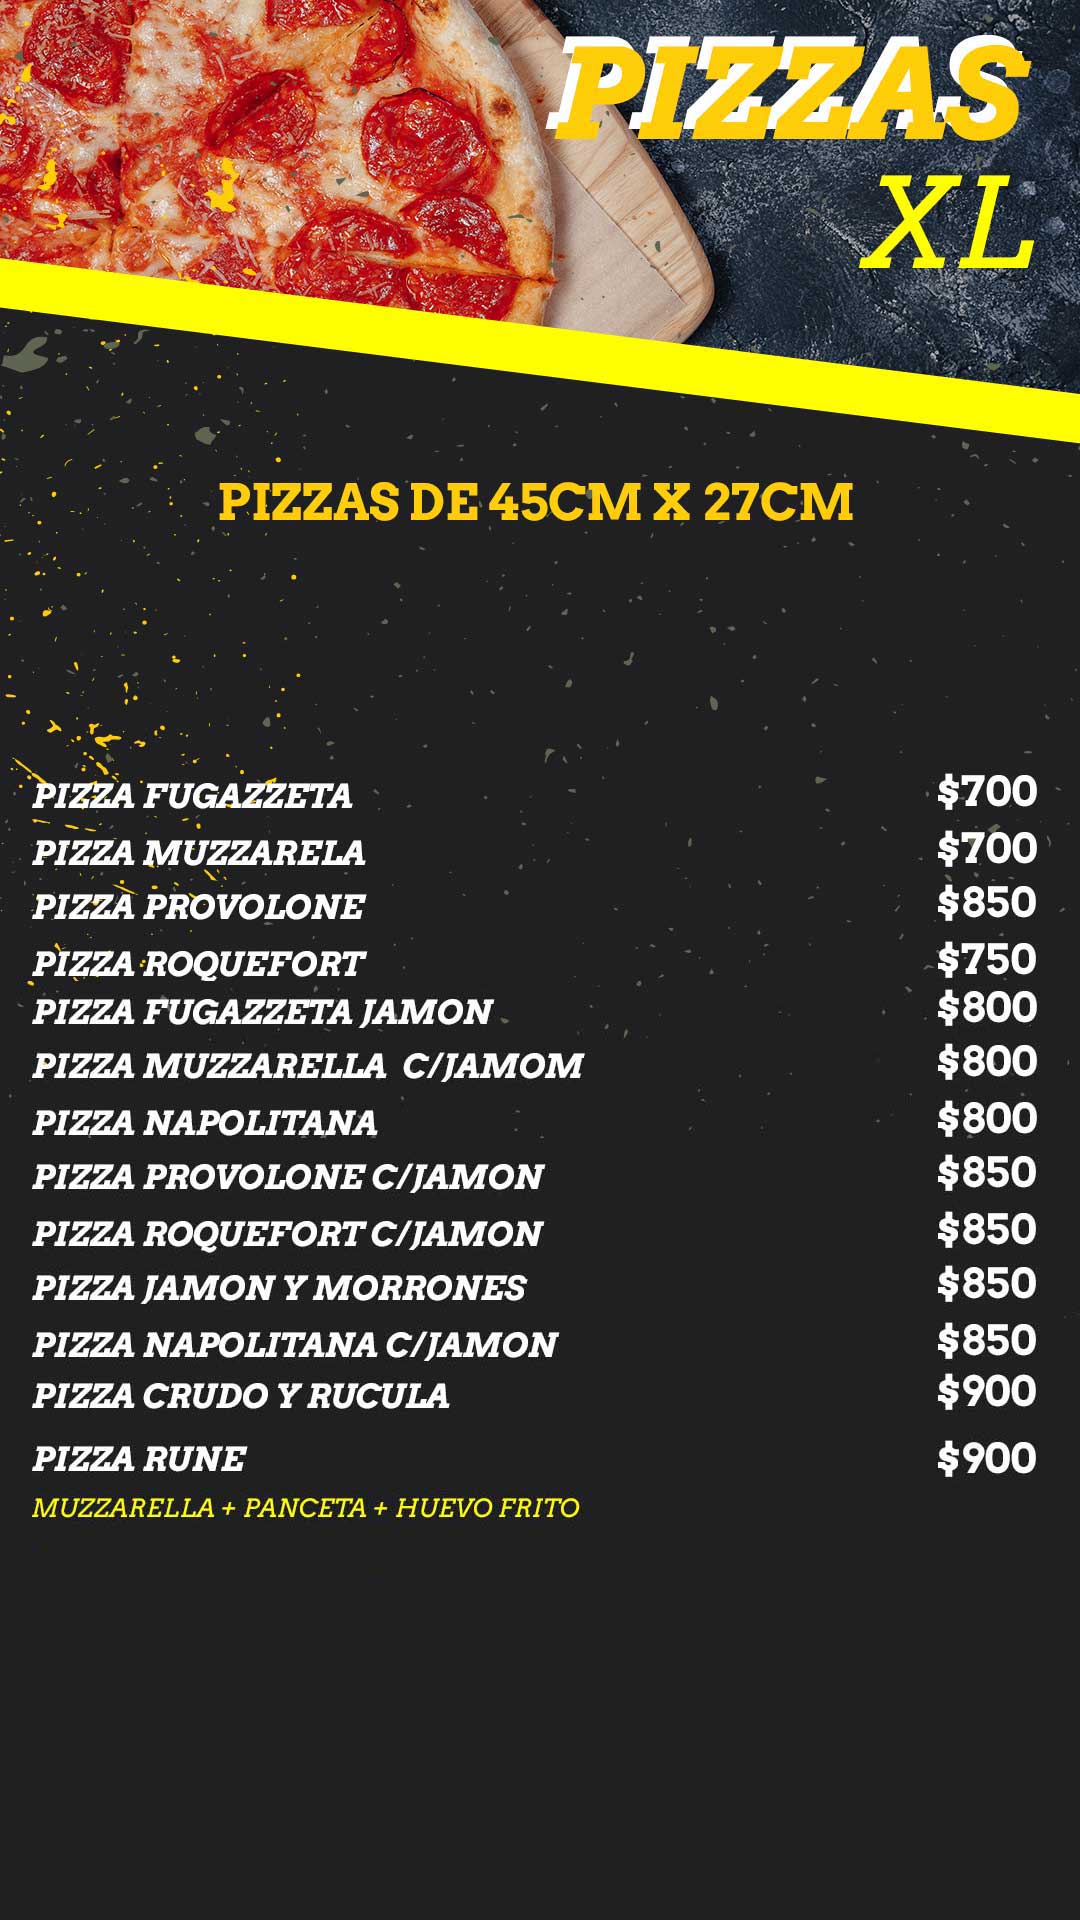 PIZZAS
XL
PIZZAS DE 45CM X 27CM
PIZZA FUGAZZETA $700
PIZZA MUZZARELA $700
PIZZA PROVOLONE $850
PIZZA ROQUEFORT $750
PIZZA FUGAZZETA JAMON $800
PIZZA MUZZARELLA C/JAMOM $800
PIZZA NAPOLITANA $800
PIZZA PROVOLONE C/JAMON $850
PIZZA ROQUEFORT C/JAMON $850
PIZZA JAMON Y MORRONES $850
PIZZA NAPOLITANA C/JAMON $850
PIZZA CRUDO Y RUCULA $900
PIZZA RUNE $900
MUZZARELLA + PANCETA + HUEVO FRITO